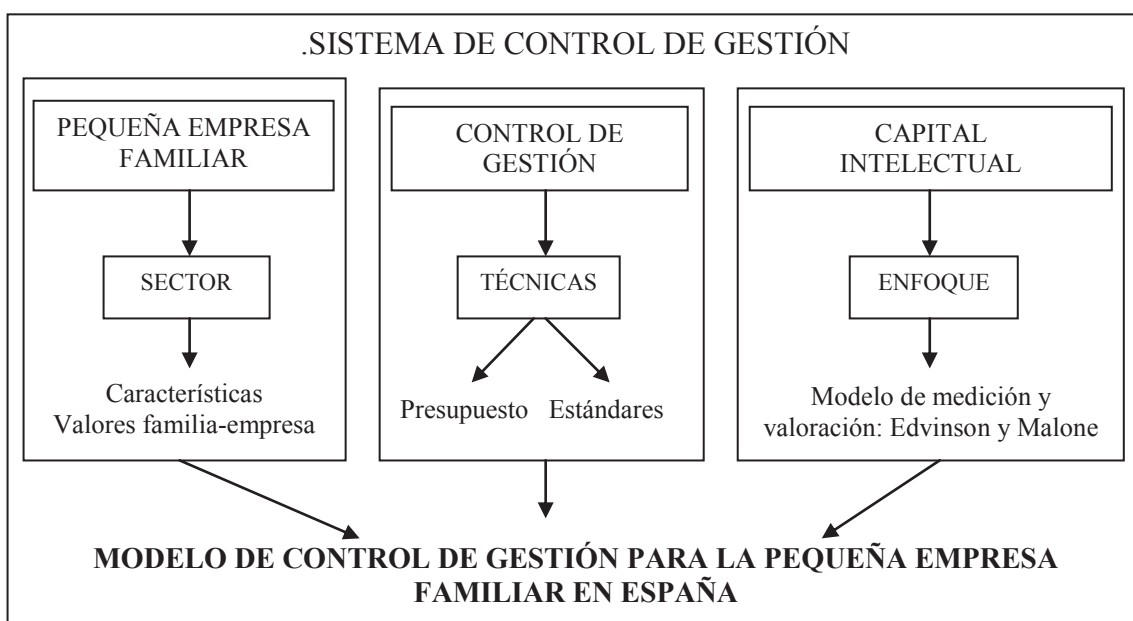 .SISTEMA DE CONTROL DE GESTIÓN
PEQUEÑA EMPRESA
FAMILIAR
SECTOR
Características
Valores familia-empresa
CONTROL DE
GESTIÓN
TÉCNICAS
Presupuesto Estándares
CAPITAL
INTELECTUAL
ENFOQUE
Modelo de medición y
valoración: Edvinson y Malone
MODELO DE CONTROL DE GESTIÓN PARA LA PEQUEÑA EMPRESA
FAMILIAR EN ESPAÑA